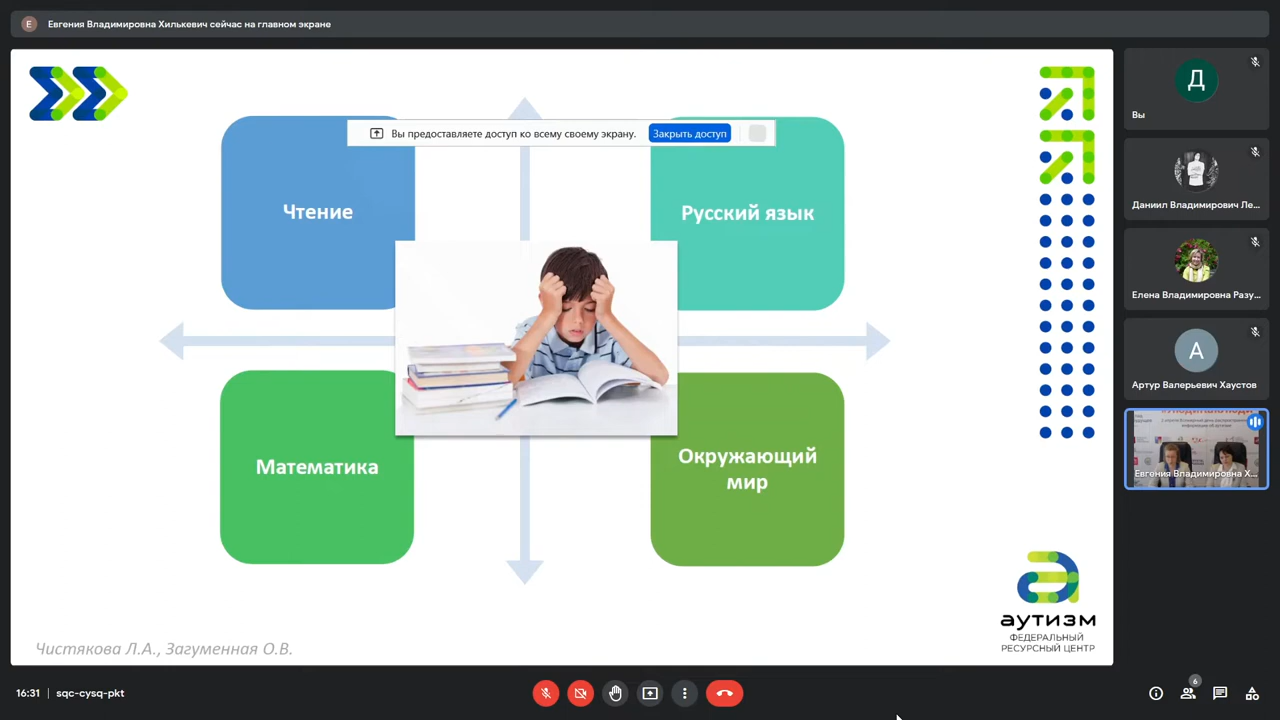 Е
Евгения Владимировна Хилькевич сейчас на главном экране
Вы предоставляете доступ ко всему своему экрану.
Закрыть доступ
Чтение
Русский язык
Математика
Окружающий
мир
аутизм
ФЕДЕРАЛЬНЫЙ
РЕСУРСНЫЙ ЦЕНТР
Чистякова Л.А., Загуменная О.В.
Д
Вы
Даниил Владимирович Ле...
Елена Владимировна Разу...
А
Артур Валерьевич Хаустов
Евгения Владимировна Х...
16:31 | sqc-cysq-pkt
6